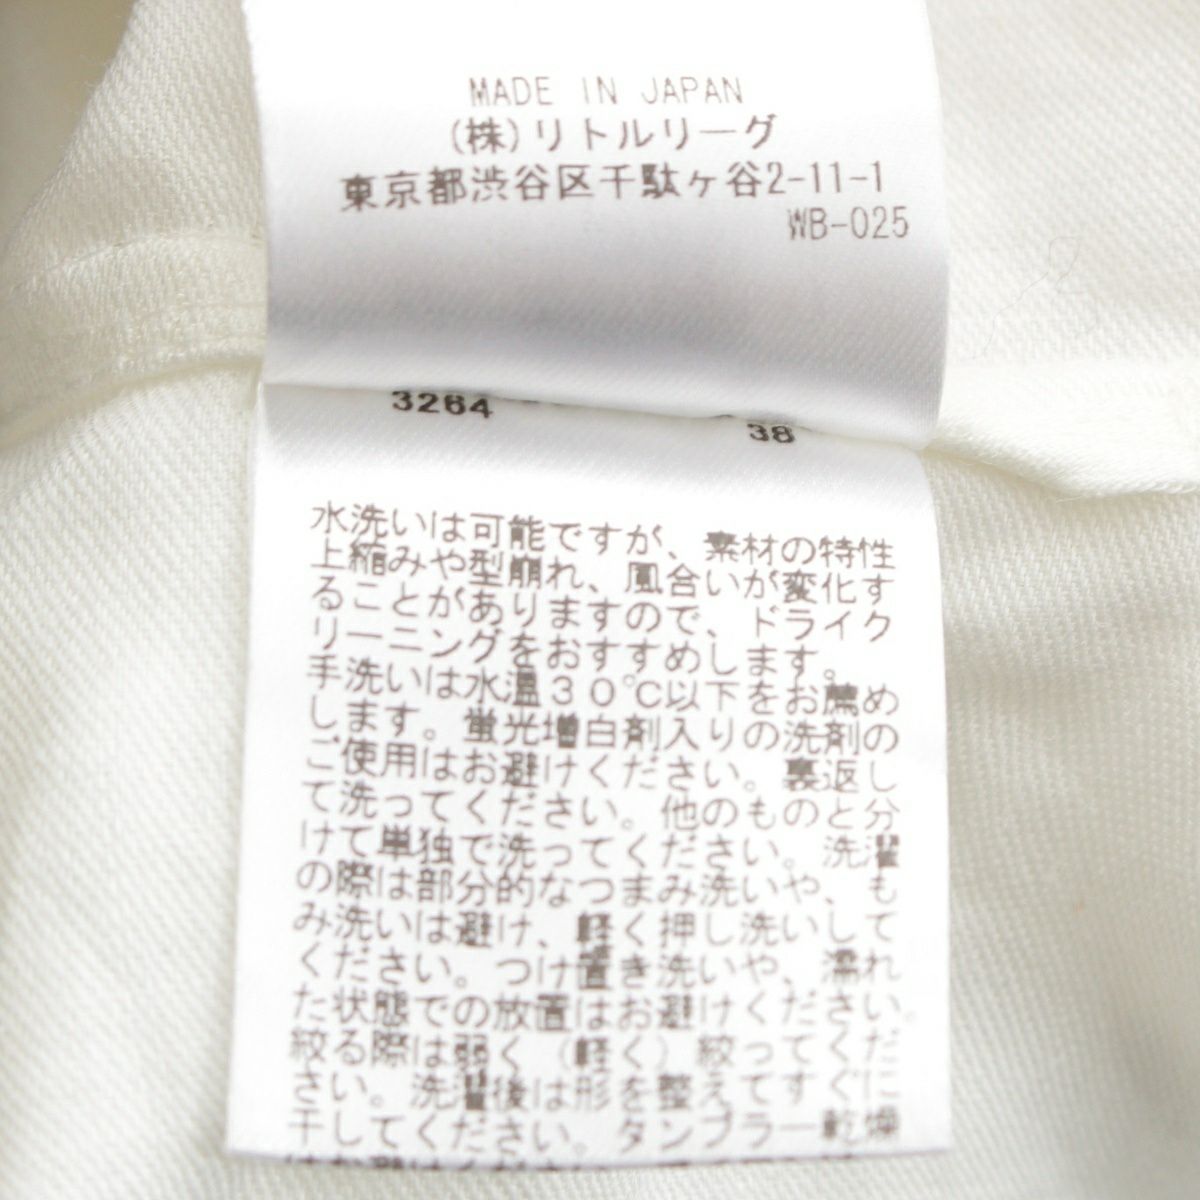 MADE IN JAPAN
(株)リトルリーグ
東京都渋谷区千駄ヶ谷2-11-1
WB-025
3264
38
水洗いは可能ですが、素材の特性
上縮みや型崩れ、風合いが変化す
ることがありますので、ドライク
リーニングをおすすめします。
手洗いは水温30℃以下をお薦め
します。蛍光増白剤入りの洗剤の
ご使用はお避けください。裏返し
て洗ってください。他のものと分
けて単独で洗ってください。洗濯
の際は部分的なつまみ洗いや、も
み洗いは避け、軽く押し洗いして
ください。つけ置き洗いや、濡れ
た状態での放置はお避けください。
絞る際は弱く(軽く)絞ってくだ
さい。洗濯後は形を整えてすぐに
干してください。タンブラー乾燥
はお避けください。